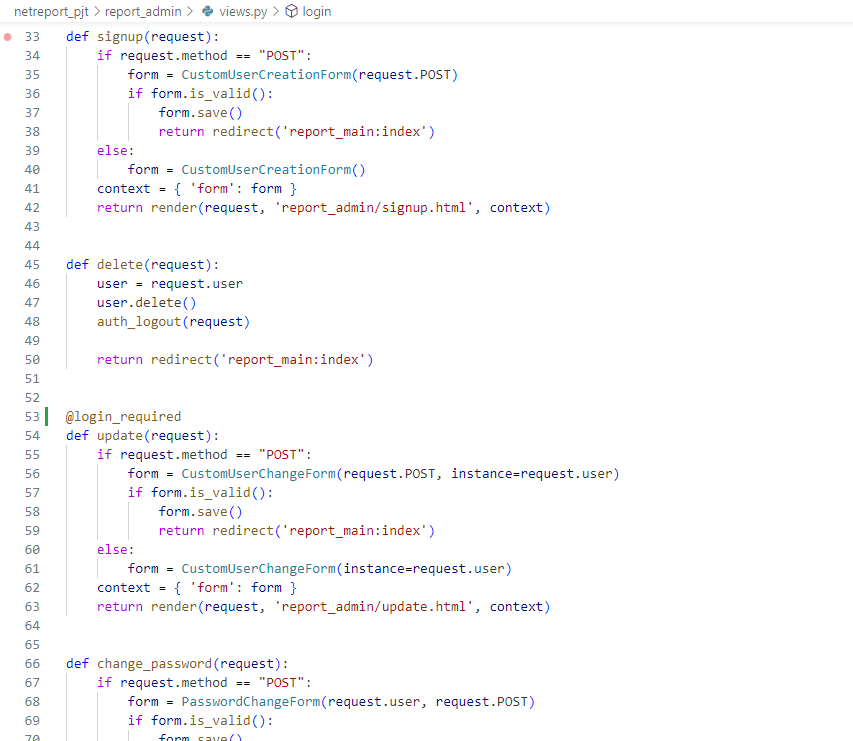 netreport_pjt > report_admin > views.py > login
33 def signup(request):
34     if request.method == "POST":
35         form = CustomUserCreationForm(request.POST)
36         if form.is_valid():
37             form.save()
38             return redirect('report_main:index')
39     else:
40         form = CustomUserCreationForm()
41     context = { 'form': form }
42     return render(request, 'report_admin/signup.html', context)
43
44
45 def delete(request):
46     user = request.user
47     user.delete()
48     auth_logout(request)
49
50     return redirect('report_main:index')
51
52
53 @login_required
54 def update(request):
55     if request.method == "POST":
56         form = CustomUserChangeForm(request.POST, instance=request.user)
57         if form.is_valid():
58             form.save()
59             return redirect('report_main:index')
60     else:
61         form = CustomUserChangeForm(instance=request.user)
62     context = { 'form': form }
63     return render(request, 'report_admin/update.html', context)
64
65
66 def change_password(request):
67     if request.method == "POST":
68         form = PasswordChangeForm(request.user, request.POST)
69         if form.is_valid():
70             form.save()